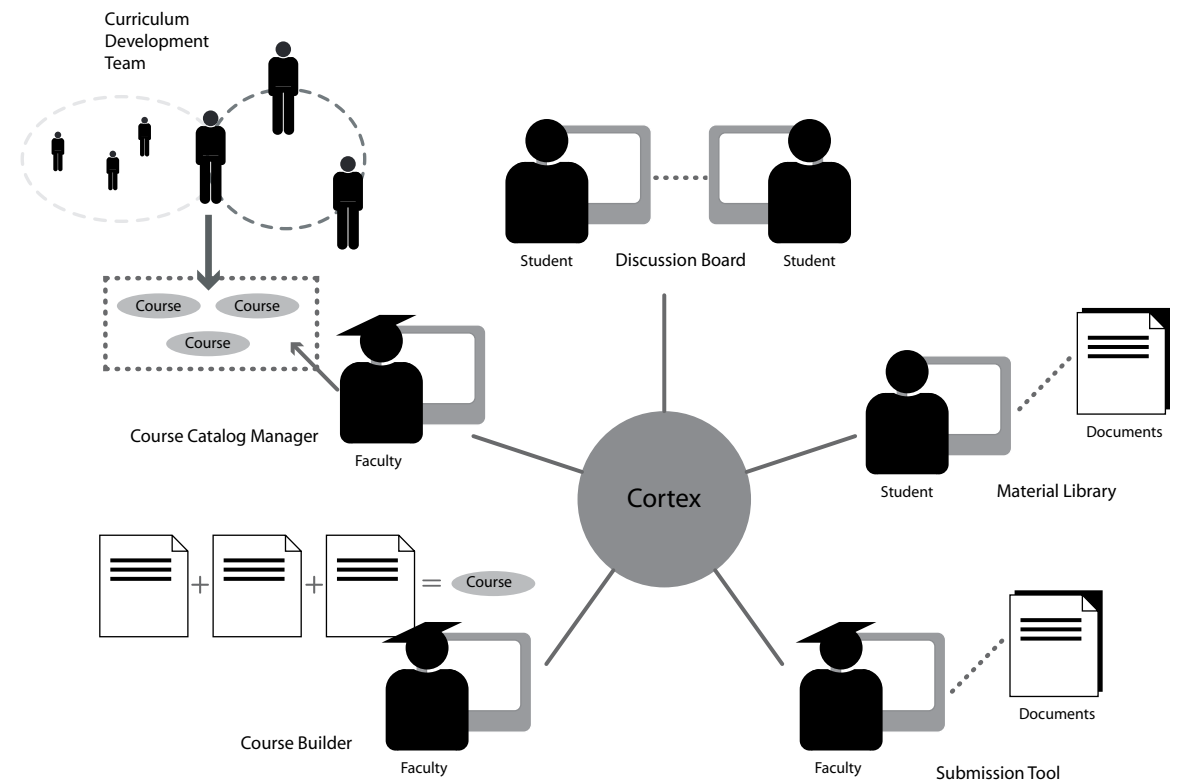 Curriculum
Development
Team
Student
Discussion Board
Student
Course
Course
Course
Course Catalog Manager
Faculty
Documents
Student
Material Library
Cortex
Course
Documents
Course Builder
Faculty
Faculty
Submission Tool